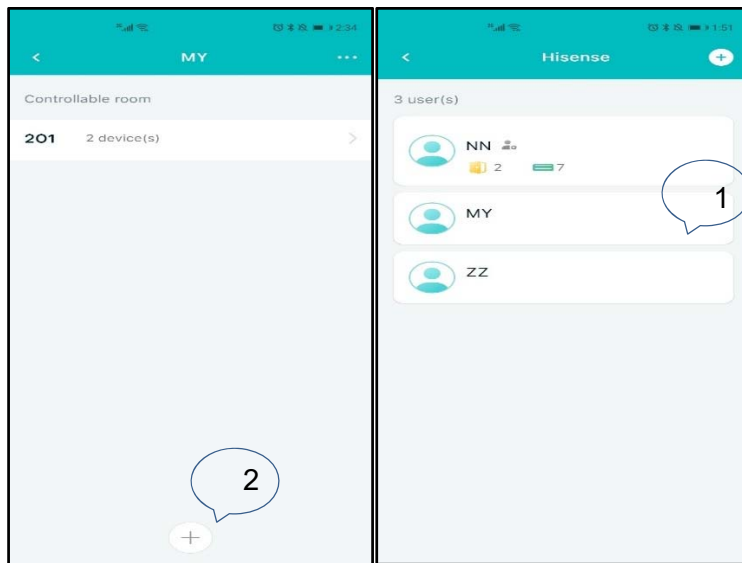 2:34
MY
Controllable room
201 2 device(s)
2
1:51
Hisense
3 user(s)
NN
2 7
1
MY
ZZ